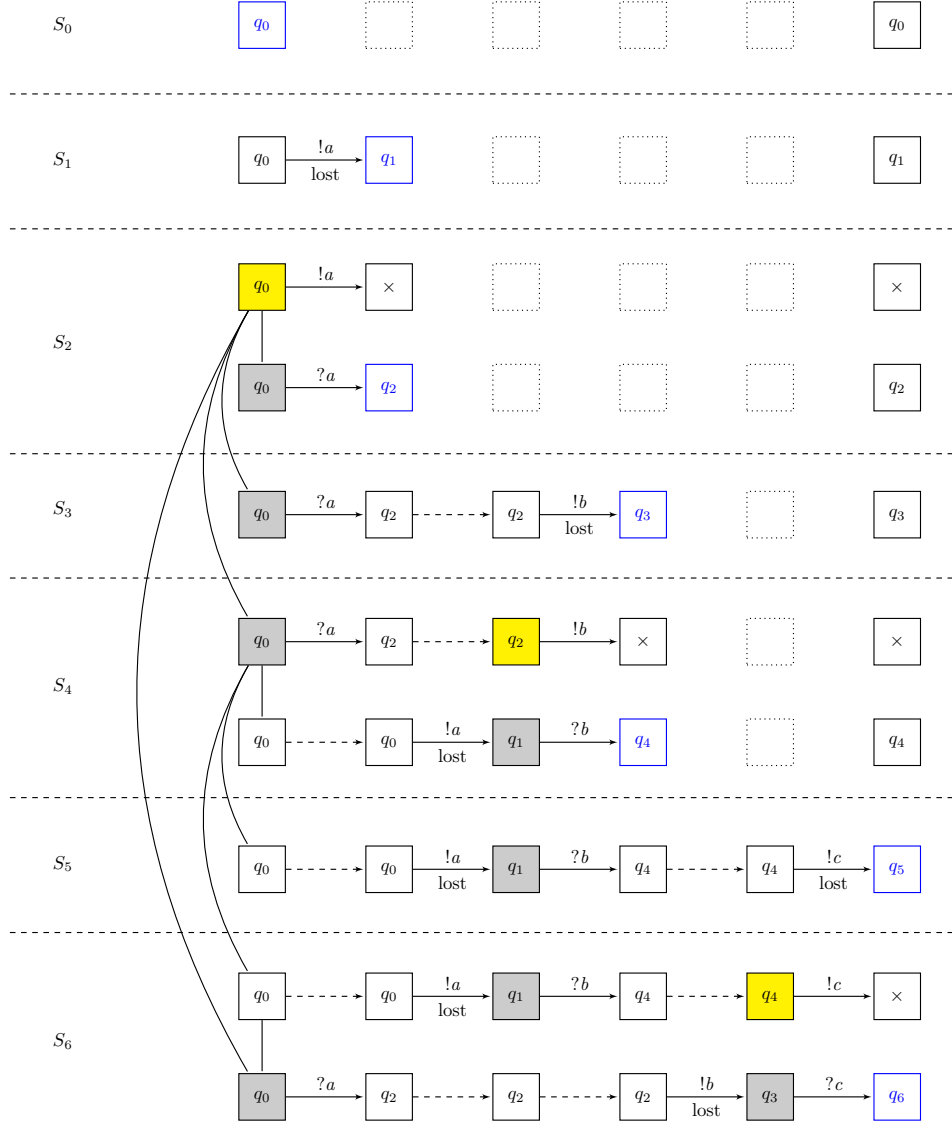 S₀ q₀ q₀
!a
S₁ q₀ q₁ q₁
lost
!a
q₀ × ×
S₂
?a
q₀ q₂ q₂
?a !b
S₃ q₀ q₂ q₂ q₃ q₃
lost
?a !b
q₀ q₂ q₂ × ×
S₄
!a ?b
q₀ q₀ q₁ q₄ q₄
lost
!a ?b !c
S₅ q₀ q₀ q₁ q₄ q₄ q₅
lost lost
!a ?b !c
q₀ q₀ q₁ q₄ q₄ ×
lost
S₆
?a !b ?c
q₀ q₂ q₂ q₂ q₃ q₆
lost